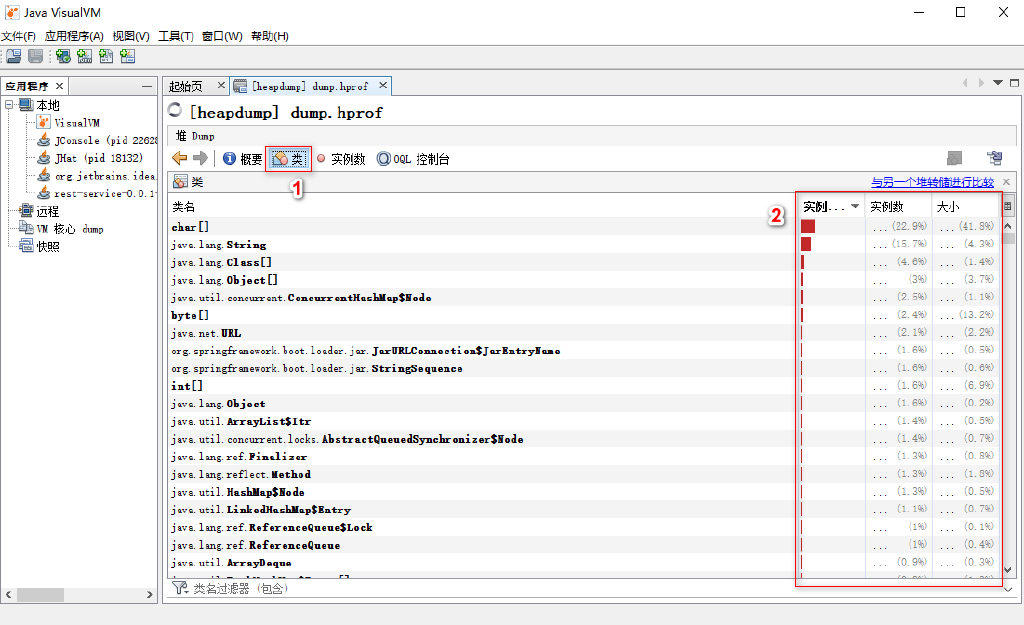 Java VisualVM
文件(F) 应用程序(A) 视图(V) 工具(T) 窗口(W) 帮助(H)
应用程序
起始页 [heapdump] dump.hprof
本地
VisualVM
JConsole (pid 22628
JHat (pid 18132)
org.jetbrains.idea.
rest-service-0.0.1-
远程
VM 核心 dump
快照
[heapdump] dump.hprof
堆 Dump
概要 类 实例数 OQL 控制台
1
类 与另一个堆转储进行比较
2
类名 实例... 实例数 大小
char[] ... (22.9%) ... (41.8%)
java.lang.String ... (15.7%) ... (4.3%)
java.lang.Class[] ... (4.6%) ... (1.4%)
java.lang.Object[] ... (3%) ... (3.7%)
java.util.concurrent.ConcurrentHashMap$Node ... (2.5%) ... (1.1%)
byte[] ... (2.4%) ... (13.2%)
java.net.URL ... (2.1%) ... (2.2%)
org.springframework.boot.loader.jar.JarURLConnection$JarEntryName ... (1.6%) ... (0.5%)
org.springframework.boot.loader.jar.StringSequence ... (1.6%) ... (0.6%)
int[] ... (1.6%) ... (6.9%)
java.lang.Object ... (1.6%) ... (0.2%)
java.util.ArrayList$Itr ... (1.4%) ... (0.5%)
java.util.concurrent.locks.AbstractQueuedSynchronizer$Node ... (1.4%) ... (0.7%)
java.lang.ref.Finalizer ... (1.3%) ... (0.8%)
java.lang.reflect.Method ... (1.3%) ... (1.8%)
java.util.HashMap$Node ... (1.3%) ... (0.5%)
java.util.LinkedHashMap$Entry ... (1.1%) ... (0.7%)
java.lang.ref.ReferenceQueue$Lock ... (1%) ... (0.1%)
java.lang.ref.ReferenceQueue ... (1%) ... (0.4%)
java.util.ArrayDeque ... (0.9%) ... (0.3%)
类名过滤器 (包含)